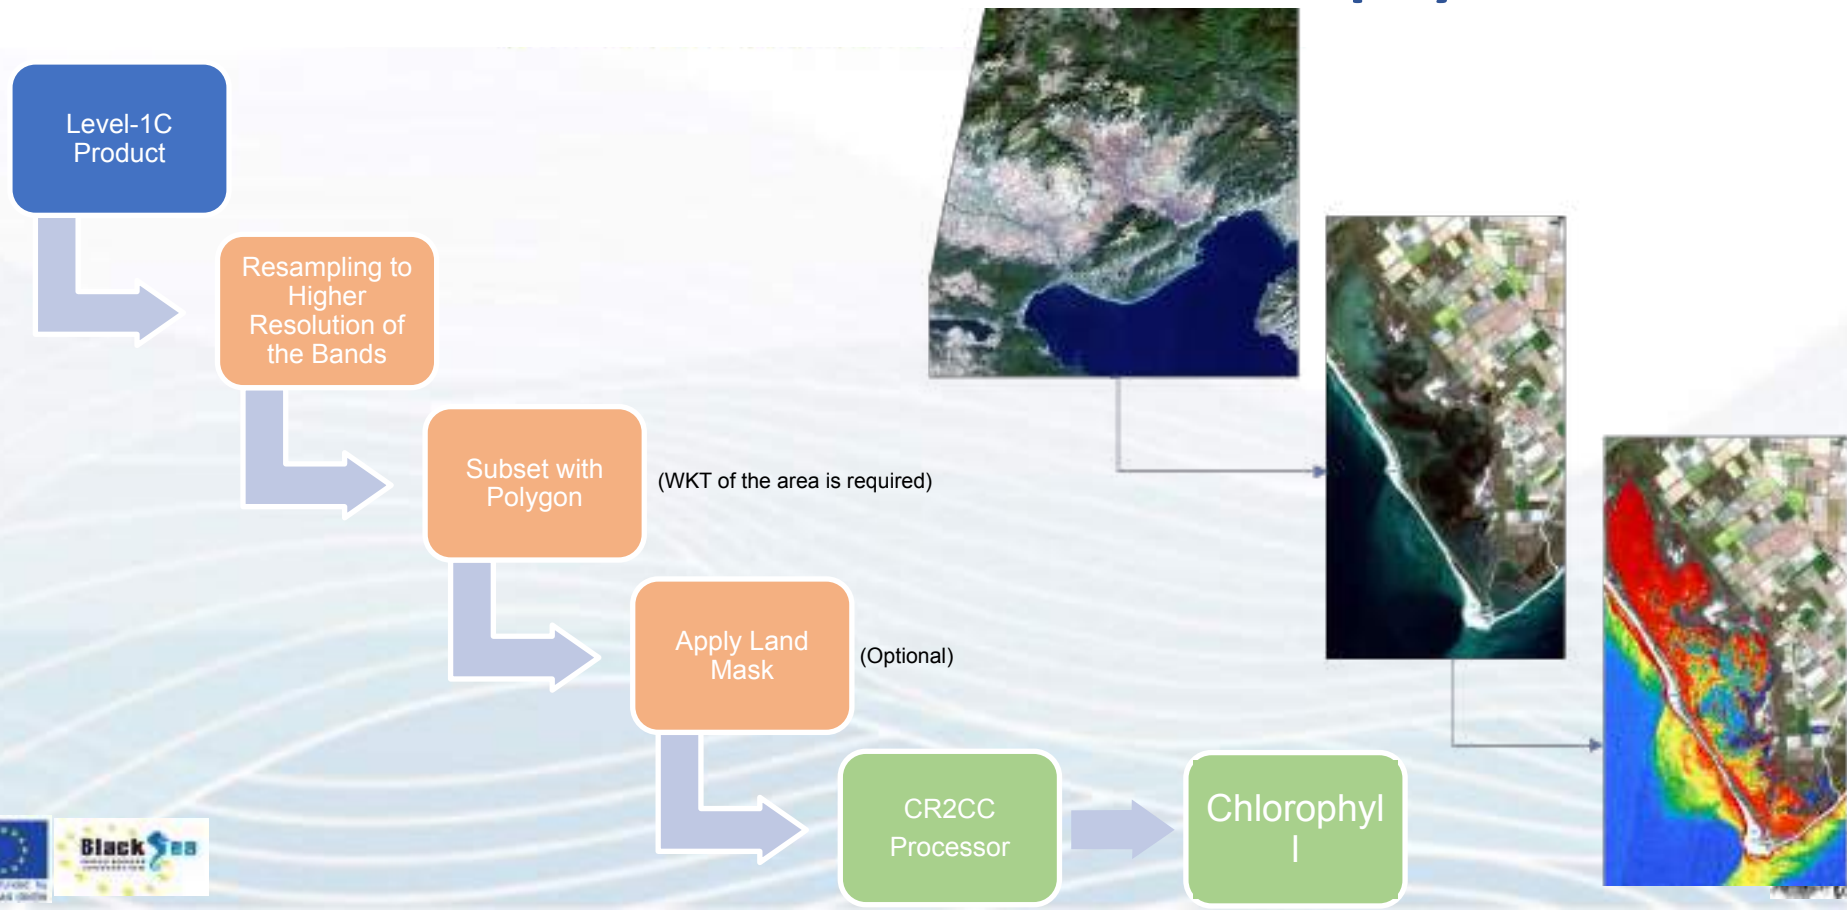 Level-1C
Product
Resampling to
Higher
Resolution of
the Bands
Subset with
Polygon
(WKT of the area is required)
Apply Land
Mask
(Optional)
CR2CC
Processor
Chlorophyl
l
Black Sea